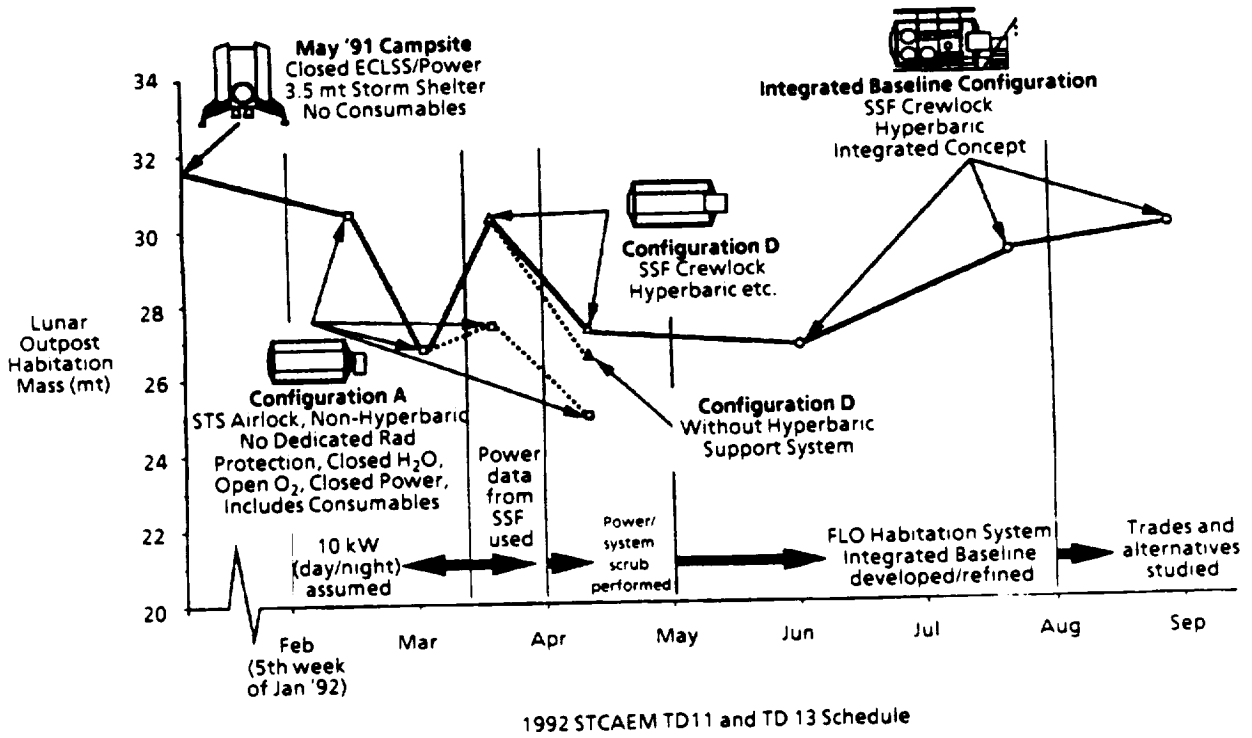 May '91 Campsite
Closed ECLSS/Power
3.5 mt Storm Shelter
No Consumables
Integrated Baseline Configuration
SSF Crewlock
Hyperbaric
Integrated Concept
34
32
30
28
26
24
22
20
Lunar
Outpost
Habitation
Mass (mt)
Configuration D
SSF Crewlock
Hyperbaric etc.
Configuration A
STS Airlock, Non-Hyperbaric
No Dedicated Rad
Protection, Closed H₂O,
Open O₂, Closed Power,
Includes Consumables
Configuration D
Without Hyperbaric
Support System
10 kW
(day/night)
assumed
Power
data
from
SSF
used
Power/
system
scrub
performed
FLO Habitation System
Integrated Baseline
developed/refined
Trades and
alternatives
studied
Feb
(5th week
of Jan '92)
Mar
Apr
May
Jun
Jul
Aug
Sep
1992 STCAEM TD11 and TD 13 Schedule